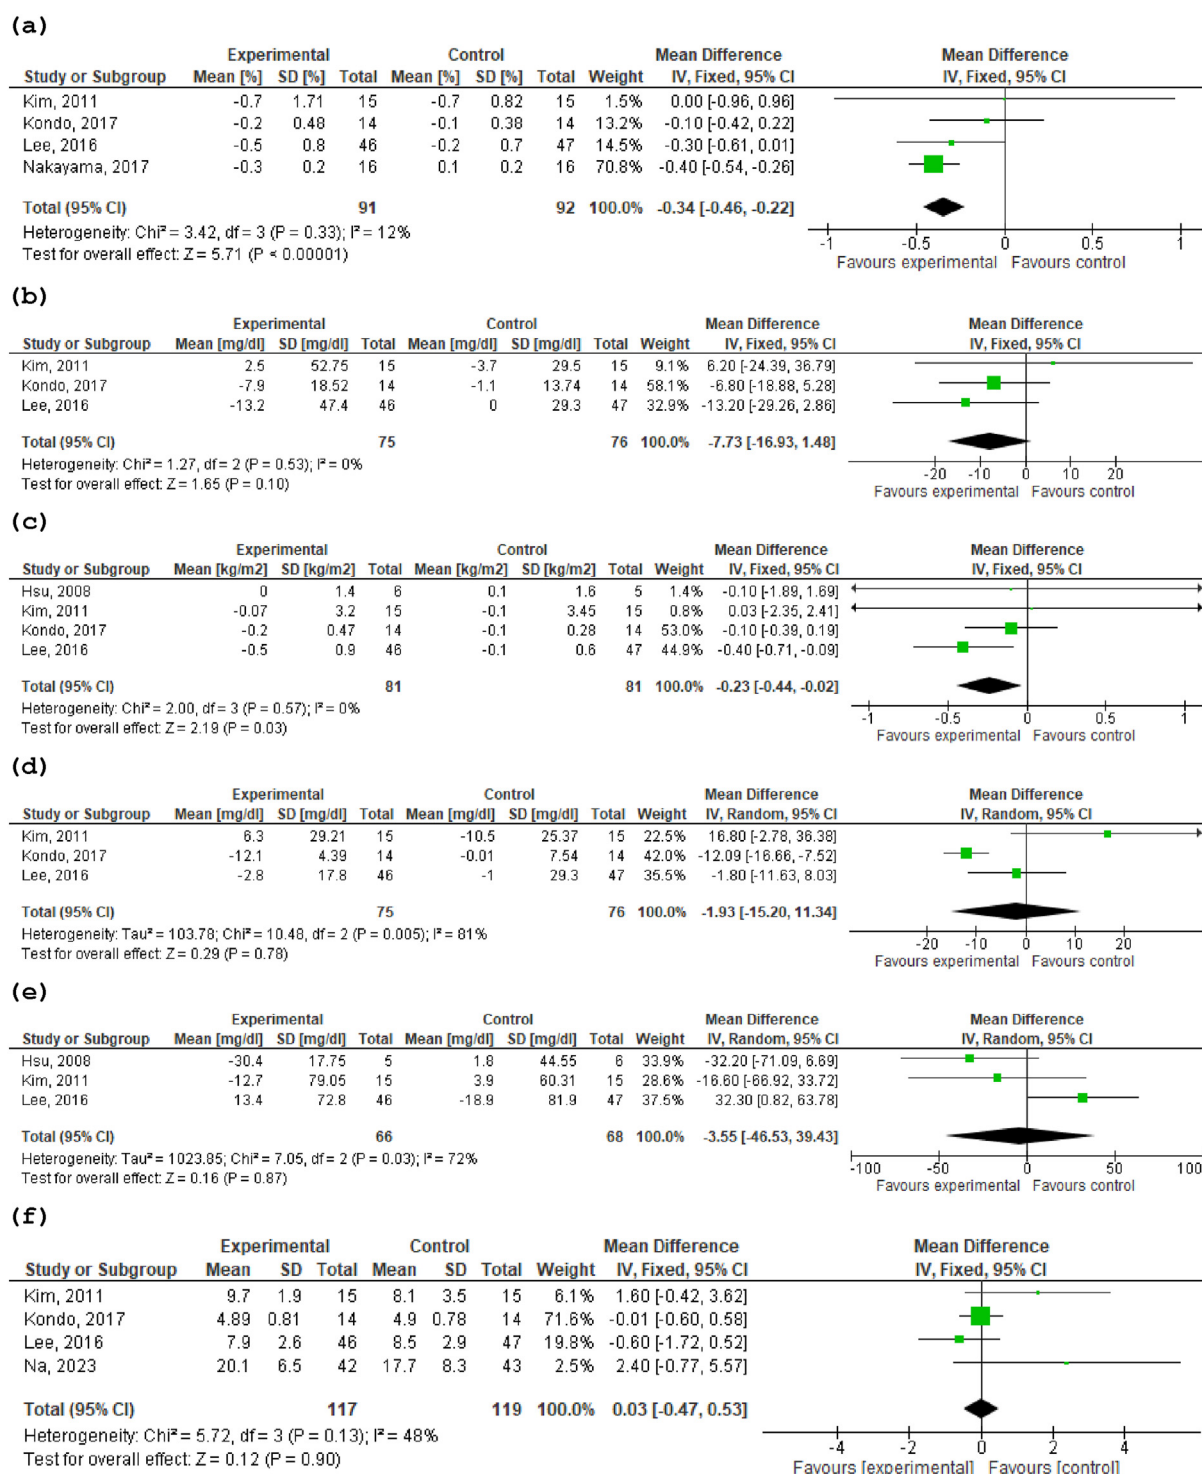 (a)
Experimental Control Mean Difference Mean Difference
Study or Subgroup Mean [%] SD [%] Total Mean [%] SD [%] Total Weight IV, Fixed, 95% CI IV, Fixed, 95% CI
Kim, 2011 -0.7 1.71 15 -0.7 0.82 15 1.5% 0.00 [-0.96, 0.96]
Kondo, 2017 -0.2 0.48 14 -0.1 0.38 14 13.2% -0.10 [-0.42, 0.22]
Lee, 2016 -0.5 0.8 46 -0.2 0.7 47 14.5% -0.30 [-0.61, 0.01]
Nakayama, 2017 -0.3 0.2 16 0.1 0.2 16 70.8% -0.40 [-0.54, -0.26]
Total (95% CI) 91 92 100.0% -0.34 [-0.46, -0.22]
Heterogeneity: Chi² = 3.42, df = 3 (P = 0.33); I² = 12%
Test for overall effect: Z = 5.71 (P < 0.00001)
-1 -0.5 0 0.5 1
Favours experimental Favours control
(b)
Experimental Control Mean Difference Mean Difference
Study or Subgroup Mean [mg/dl] SD [mg/dl] Total Mean [mg/dl] SD [mg/dl] Total Weight IV, Fixed, 95% CI IV, Fixed, 95% CI
Kim, 2011 2.5 52.75 15 -3.7 29.5 15 9.1% 6.20 [-24.39, 36.79]
Kondo, 2017 -7.9 18.52 14 -1.1 13.74 14 58.1% -6.80 [-18.88, 5.28]
Lee, 2016 -13.2 47.4 46 0 29.3 47 32.9% -13.20 [-29.26, 2.86]
Total (95% CI) 75 76 100.0% -7.73 [-16.93, 1.48]
Heterogeneity: Chi² = 1.27, df = 2 (P = 0.53); I² = 0%
Test for overall effect: Z = 1.65 (P = 0.10)
-20 -10 0 10 20
Favours experimental Favours control
(c)
Experimental Control Mean Difference Mean Difference
Study or Subgroup Mean [kg/m2] SD [kg/m2] Total Mean [kg/m2] SD [kg/m2] Total Weight IV, Fixed, 95% CI IV, Fixed, 95% CI
Hsu, 2008 0 1.4 6 0.1 1.6 5 1.4% -0.10 [-1.89, 1.69]
Kim, 2011 -0.07 3.2 15 -0.1 3.45 15 0.8% 0.03 [-2.35, 2.41]
Kondo, 2017 -0.2 0.47 14 -0.1 0.28 14 53.0% -0.10 [-0.39, 0.19]
Lee, 2016 -0.5 0.9 46 -0.1 0.6 47 44.9% -0.40 [-0.71, -0.09]
Total (95% CI) 81 81 100.0% -0.23 [-0.44, -0.02]
Heterogeneity: Chi² = 2.00, df = 3 (P = 0.57); I² = 0%
Test for overall effect: Z = 2.19 (P = 0.03)
-1 -0.5 0 0.5 1
Favours experimental Favours control
(d)
Experimental Control Mean Difference Mean Difference
Study or Subgroup Mean [mg/dl] SD [mg/dl] Total Mean [mg/dl] SD [mg/dl] Total Weight IV, Random, 95% CI IV, Random, 95% CI
Kim, 2011 6.3 29.21 15 -10.5 25.37 15 22.5% 16.80 [-2.78, 36.38]
Kondo, 2017 -12.1 4.39 14 -0.01 7.54 14 42.0% -12.09 [-16.66, -7.52]
Lee, 2016 -2.8 17.8 46 -1 29.3 47 35.5% -1.80 [-11.63, 8.03]
Total (95% CI) 75 76 100.0% -1.93 [-15.20, 11.34]
Heterogeneity: Tau² = 103.78; Chi² = 10.48, df = 2 (P = 0.005); I² = 81%
Test for overall effect: Z = 0.29 (P = 0.78)
-20 -10 0 10 20
Favours experimental Favours control
(e)
Experimental Control Mean Difference Mean Difference
Study or Subgroup Mean [mg/dl] SD [mg/dl] Total Mean [mg/dl] SD [mg/dl] Total Weight IV, Random, 95% CI IV, Random, 95% CI
Hsu, 2008 -30.4 17.75 5 1.8 44.55 6 33.9% -32.20 [-71.09, 6.69]
Kim, 2011 -12.7 79.05 15 3.9 60.31 15 28.6% -16.60 [-66.92, 33.72]
Lee, 2016 13.4 72.8 46 -18.9 81.9 47 37.5% 32.30 [0.82, 63.78]
Total (95% CI) 66 68 100.0% -3.55 [-46.53, 39.43]
Heterogeneity: Tau² = 1023.85; Chi² = 7.05, df = 2 (P = 0.03); I² = 72%
Test for overall effect: Z = 0.16 (P = 0.87)
-100 -50 0 50 100
Favours experimental Favours control
(f)
Experimental Control Mean Difference Mean Difference
Study or Subgroup Mean SD Total Mean SD Total Weight IV, Fixed, 95% CI IV, Fixed, 95% CI
Kim, 2011 9.7 1.9 15 8.1 3.5 15 6.1% 1.60 [-0.42, 3.62]
Kondo, 2017 4.89 0.81 14 4.9 0.78 14 71.6% -0.01 [-0.60, 0.58]
Lee, 2016 7.9 2.6 46 8.5 2.9 47 19.8% -0.60 [-1.72, 0.52]
Na, 2023 20.1 6.5 42 17.7 8.3 43 2.5% 2.40 [-0.77, 5.57]
Total (95% CI) 117 119 100.0% 0.03 [-0.47, 0.53]
Heterogeneity: Chi² = 5.72, df = 3 (P = 0.13); I² = 48%
Test for overall effect: Z = 0.12 (P = 0.90)
-4 -2 0 2 4
Favours [experimental] Favours [control]